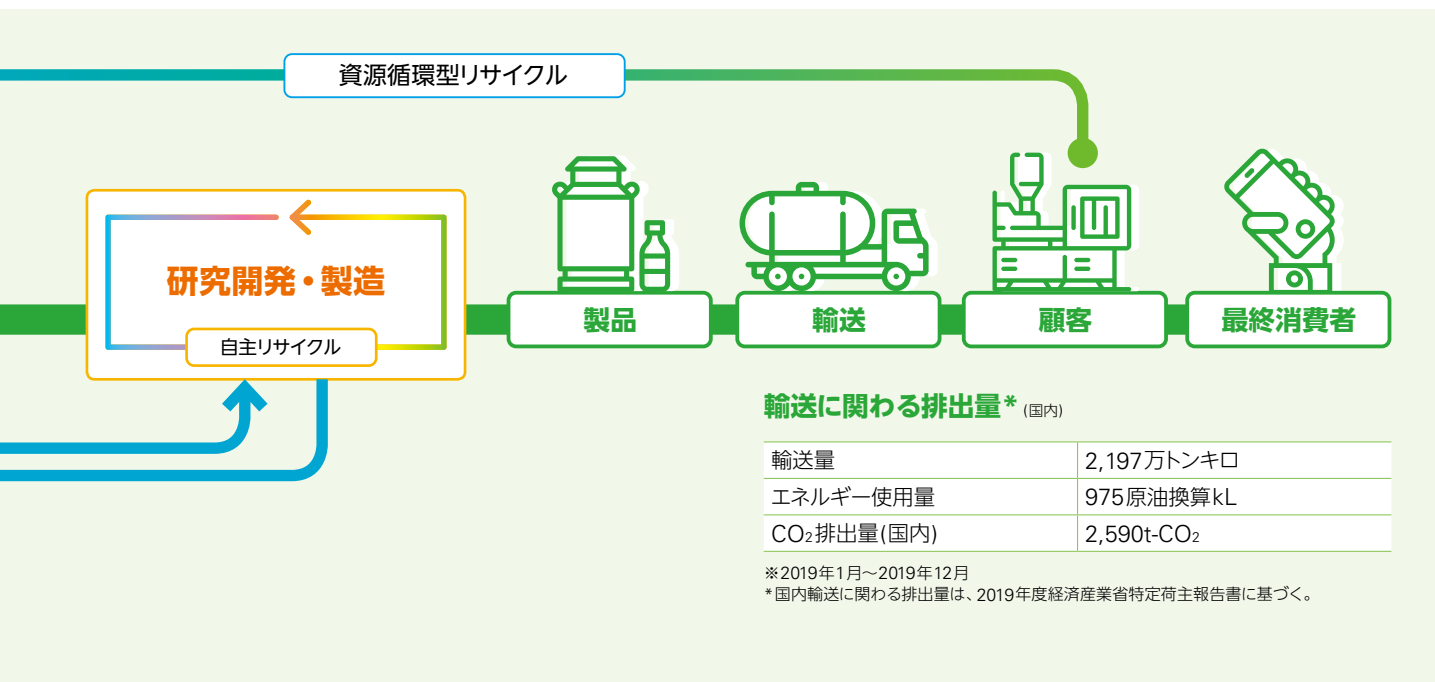 資源循環型リサイクル
研究開発・製造
自主リサイクル
製品
輸送
顧客
最終消費者
輸送に関わる排出量* (国内)
輸送量 2,197万トンキロ
エネルギー使用量 975原油換算kL
CO₂排出量(国内) 2,590t-CO₂
※2019年1月～2019年12月
*国内輸送に関わる排出量は、2019年度経済産業省特定荷主報告書に基づく。